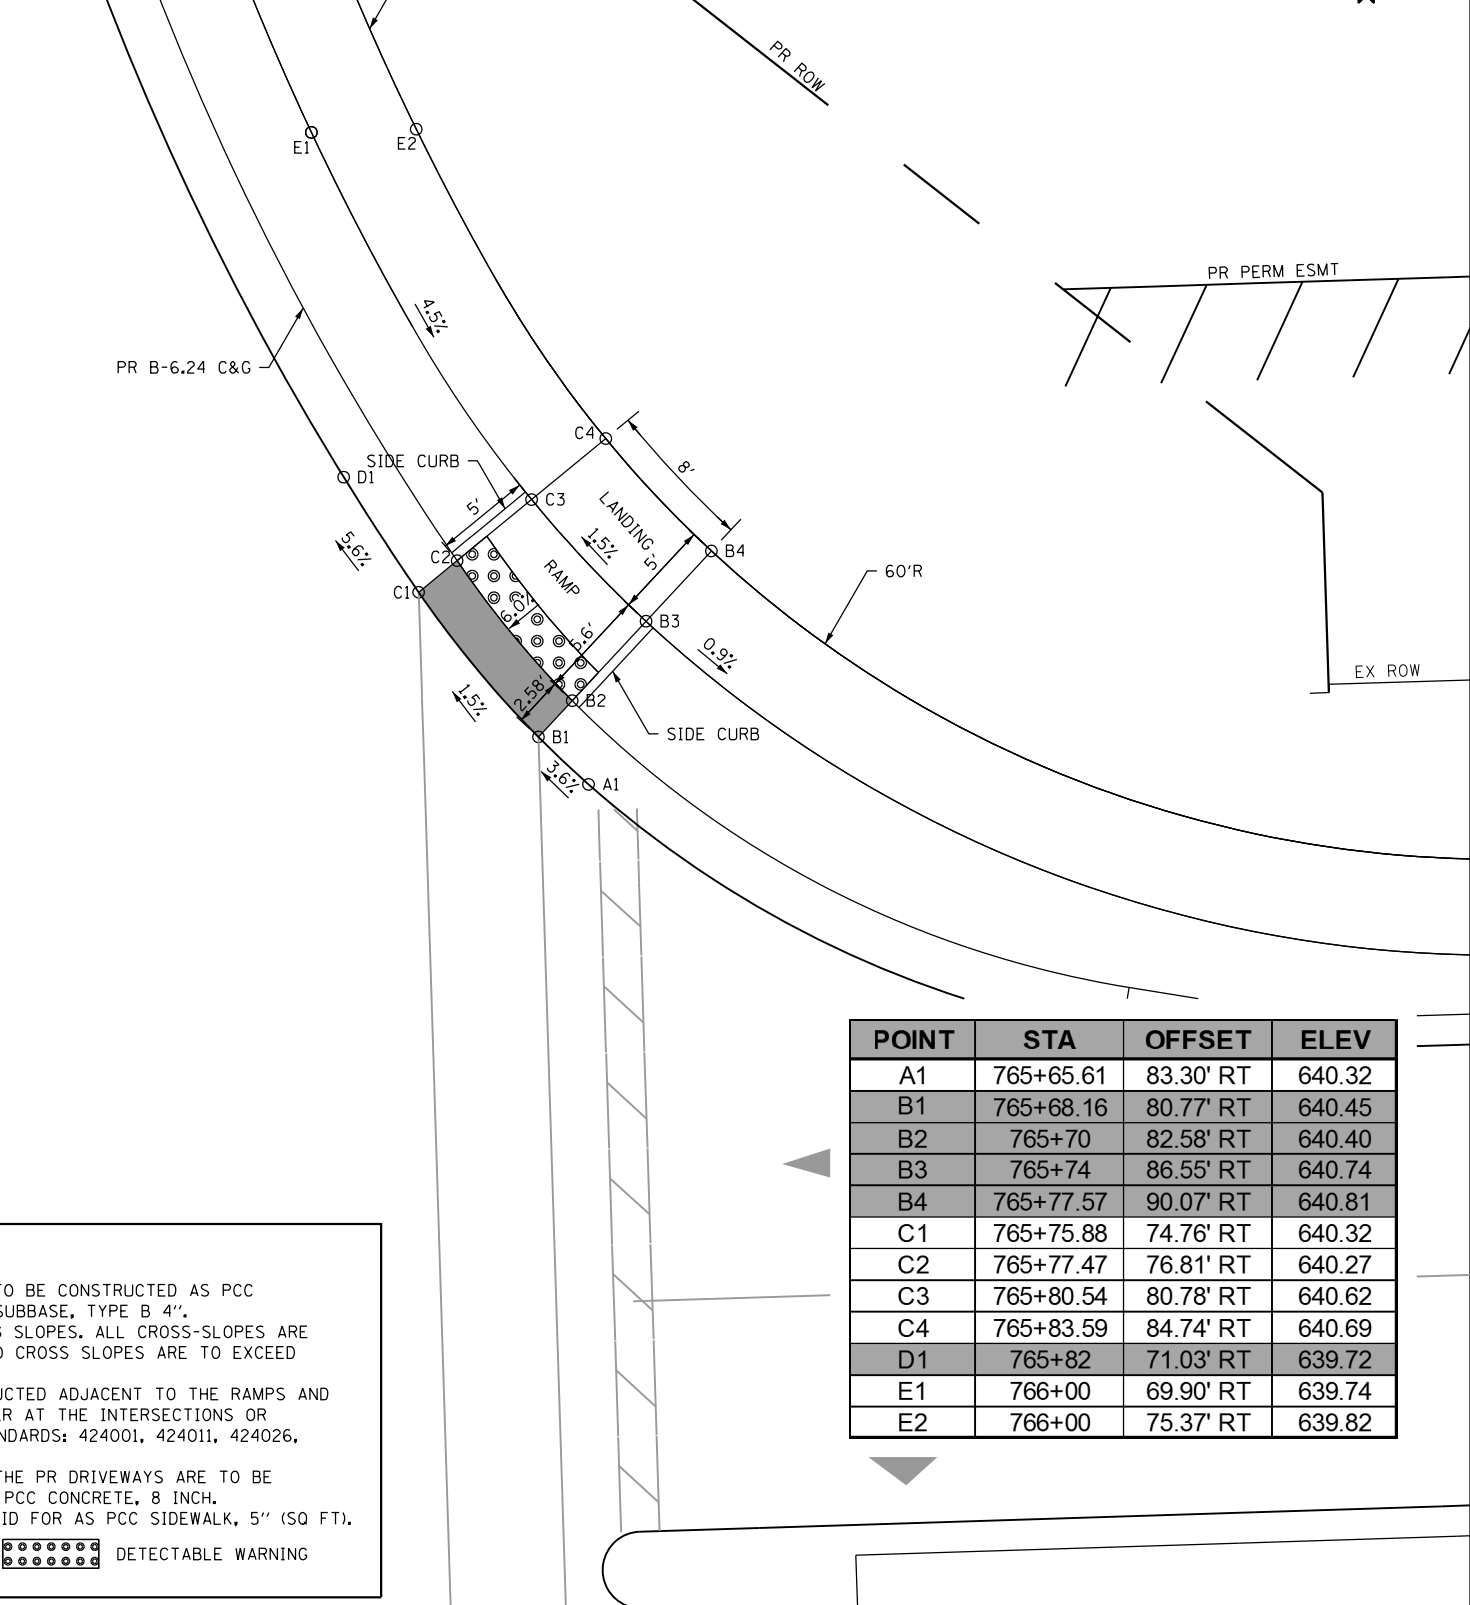 PR ROW
E1
E2
PR PERM ESMT
4.5%
PR B-6.24 C&G
C4
SIDE CURB
8'
D1
5'
C3
LANDING
5.6%
1.5%
5'
B4
C2
RAMP
60'R
C1
6.0%
5.6'
B3
0.9%
EX ROW
1.5%
2.58'
B2
B1
SIDE CURB
3.6%
A1
POINT STA OFFSET ELEV
A1 765+65.61 83.30' RT 640.32
B1 765+68.16 80.77' RT 640.45
B2 765+70 82.58' RT 640.40
B3 765+74 86.55' RT 640.74
B4 765+77.57 90.07' RT 640.81
C1 765+75.88 74.76' RT 640.32
C2 765+77.47 76.81' RT 640.27
C3 765+80.54 80.78' RT 640.62
C4 765+83.59 84.74' RT 640.69
D1 765+82 71.03' RT 639.72
E1 766+00 69.90' RT 639.74
E2 766+00 75.37' RT 639.82
TO BE CONSTRUCTED AS PCC
SUBBASE, TYPE B 4".
SLOPES. ALL CROSS-SLOPES ARE
CROSS SLOPES ARE TO EXCEED
UCTED ADJACENT TO THE RAMPS AND
ER AT THE INTERSECTIONS OR
NDARDS: 424001, 424011, 424026,
THE PR DRIVEWAYS ARE TO BE
PCC CONCRETE, 8 INCH.
ID FOR AS PCC SIDEWALK, 5" (SQ FT).
DETECTABLE WARNING